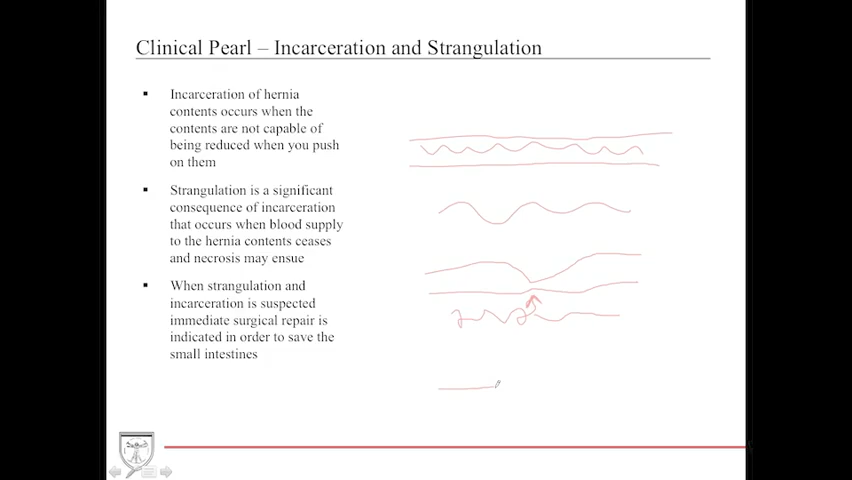 Clinical Pearl – Incarceration and Strangulation
Incarceration of hernia
contents occurs when the
contents are not capable of
being reduced when you push
on them
Strangulation is a significant
consequence of incarceration
that occurs when blood supply
to the hernia contents ceases
and necrosis may ensue
When strangulation and
incarceration is suspected
immediate surgical repair is
indicated in order to save the
small intestines